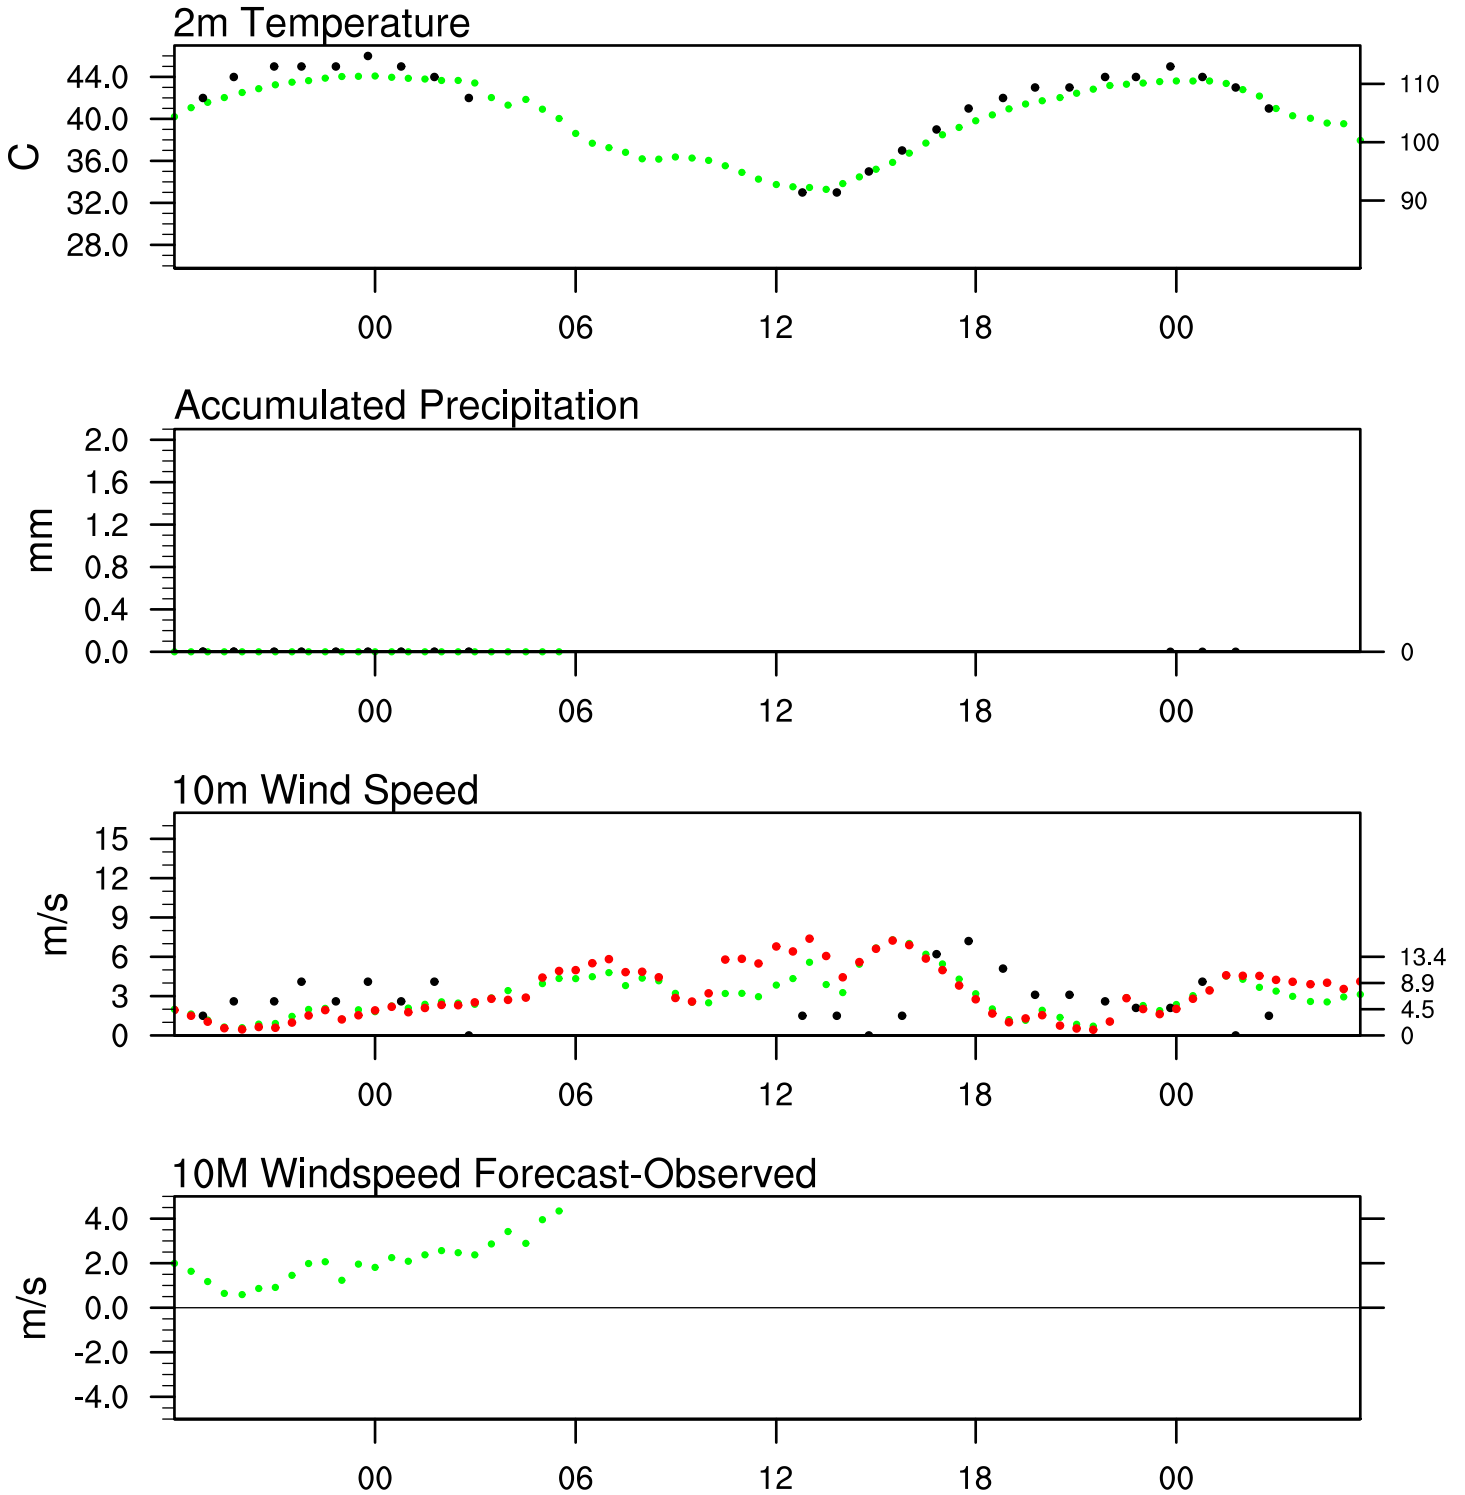 2m Temperature
44.0
40.0
36.0
32.0
28.0
C
110
100
90
00 06 12 18 00
Accumulated Precipitation
2.0
1.6
1.2
0.8
0.4
0.0
mm
0
00 06 12 18 00
10m Wind Speed
15
12
9
6
3
0
m/s
13.4
8.9
4.5
0
00 06 12 18 00
10M Windspeed Forecast-Observed
4.0
2.0
0.0
-2.0
-4.0
m/s
00 06 12 18 00